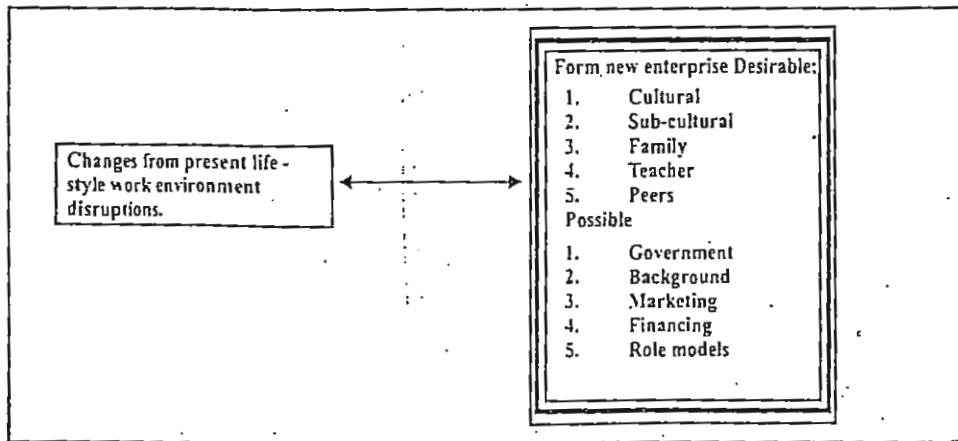 Changes from present life -
style work environment
disruptions.
Form new enterprise Desirable:
1. Cultural
2. Sub-cultural
3. Family
4. Teacher
5. Peers
Possible
1. Government
2. Background
3. Marketing
4. Financing
5. Role models